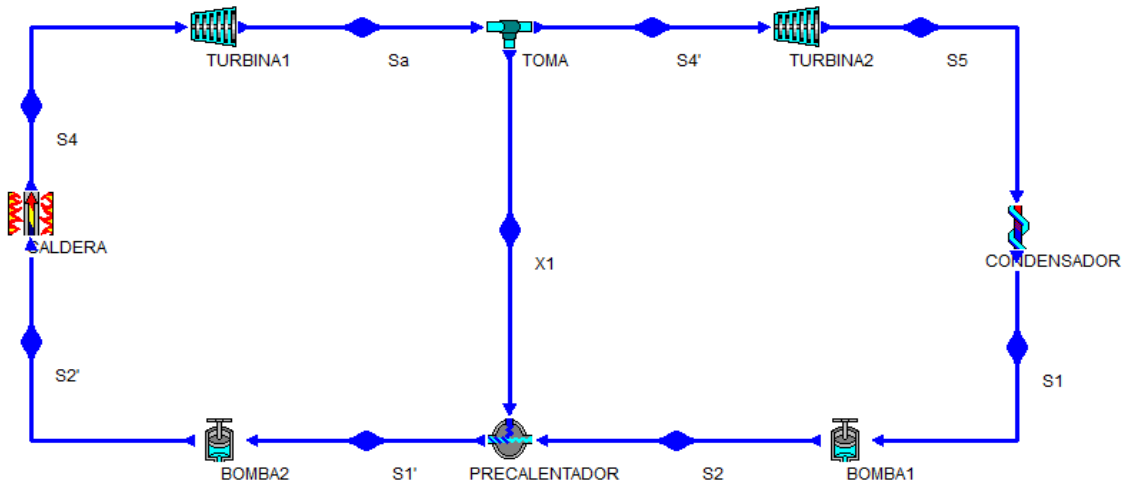 TURBINA1
Sa
TOMA
S4'
TURBINA2
S5
S4
CALDERA
X1
CONDENSADOR
S2'
S1
BOMBA2
S1'
PRECALENTADOR
S2
BOMBA1